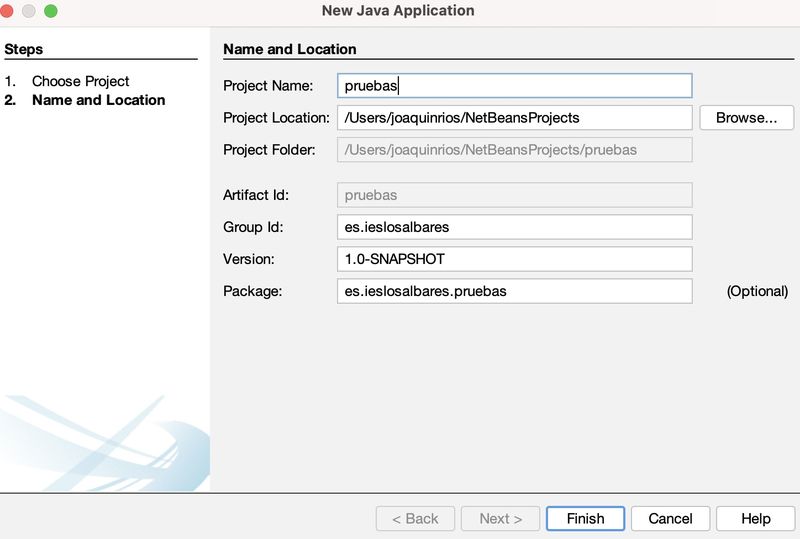 New Java Application
Steps
1. Choose Project
2. Name and Location
Name and Location
Project Name: pruebas
Project Location: /Users/joaquinrios/NetBeansProjects Browse...
Project Folder: /Users/joaquinrios/NetBeansProjects/pruebas
Artifact Id: pruebas
Group Id: es.ieslosalbares
Version: 1.0-SNAPSHOT
Package: es.ieslosalbares.pruebas (Optional)
< Back Next > Finish Cancel Help